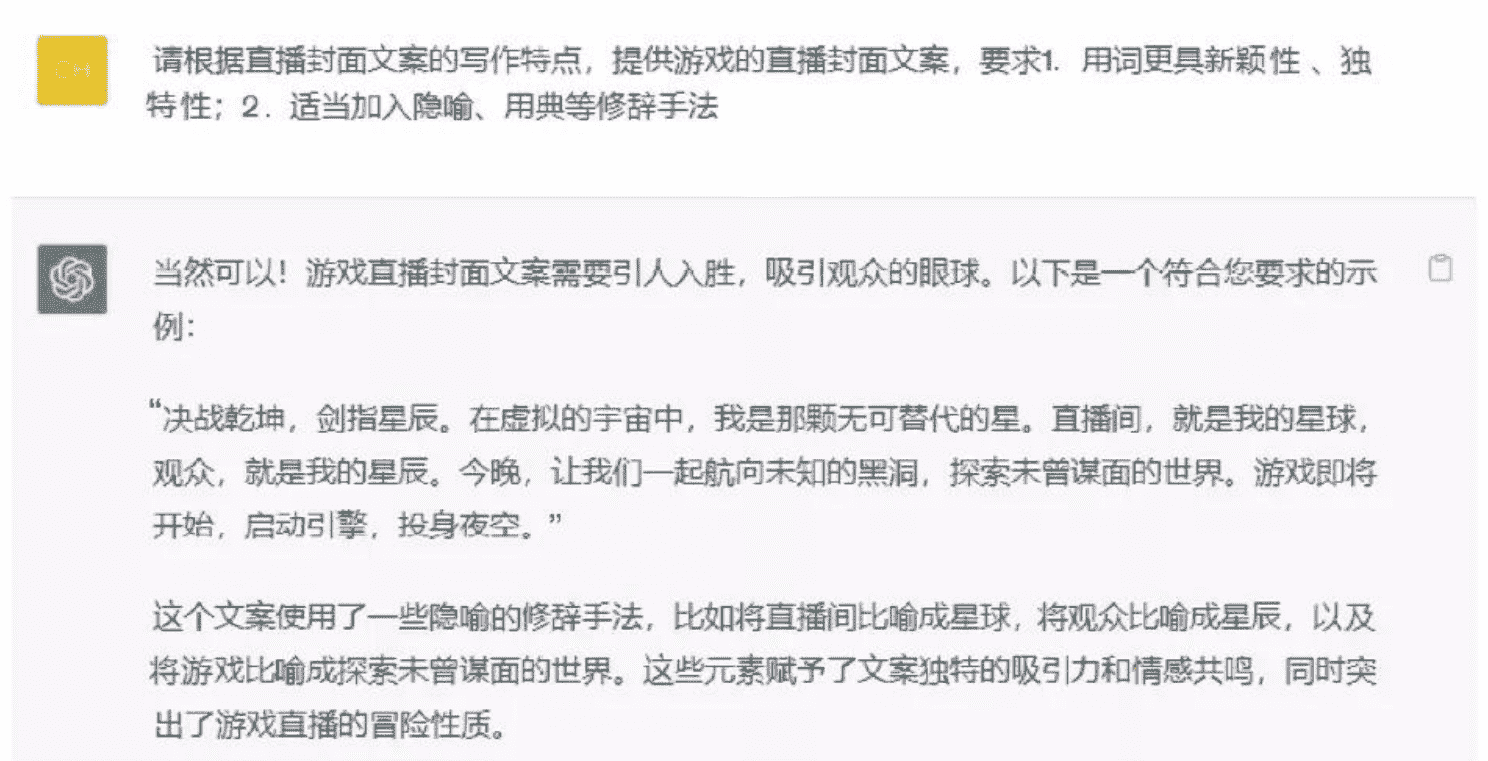 请根据直播封面文案的写作特点，提供游戏的直播封面文案，要求1. 用词更具新颖性、独
特性；2. 适当加入隐喻、用典等修辞手法
当然可以！游戏直播封面文案需要引人入胜，吸引观众的眼球。以下是一个符合您要求的示
例：
“决战乾坤，剑指星辰。在虚拟的宇宙中，我是那颗无可替代的星。直播间，就是我的星球，
观众，就是我的星辰。今晚，让我们一起航向未知的黑洞，探索未曾谋面的世界。游戏即将
开始，启动引擎，投身夜空。”
这个文案使用了一些隐喻的修辞手法，比如将直播间比喻成星球，将观众比喻成星辰，以及
将游戏比喻成探索未曾谋面的世界。这些元素赋予了文案独特的吸引力和情感共鸣，同时突
出了游戏直播的冒险性质。